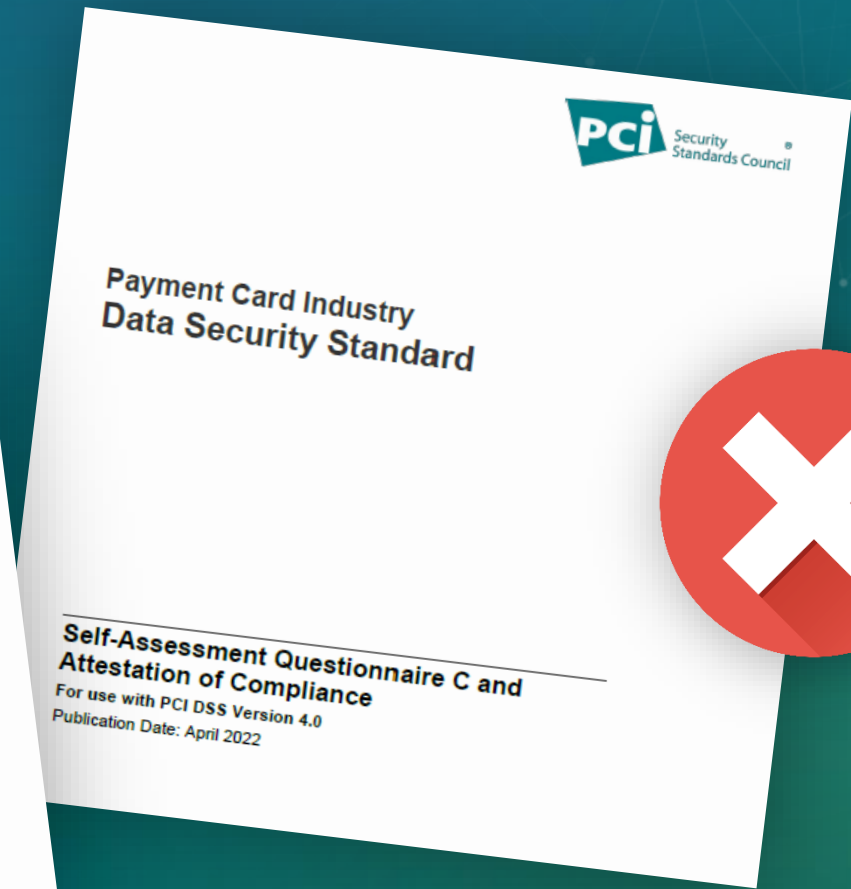 PCi Security
Standards Council ®
Payment Card Industry
Data Security Standard
Self-Assessment Questionnaire C and
Attestation of Compliance
For use with PCI DSS Version 4.0
Publication Date: April 2022